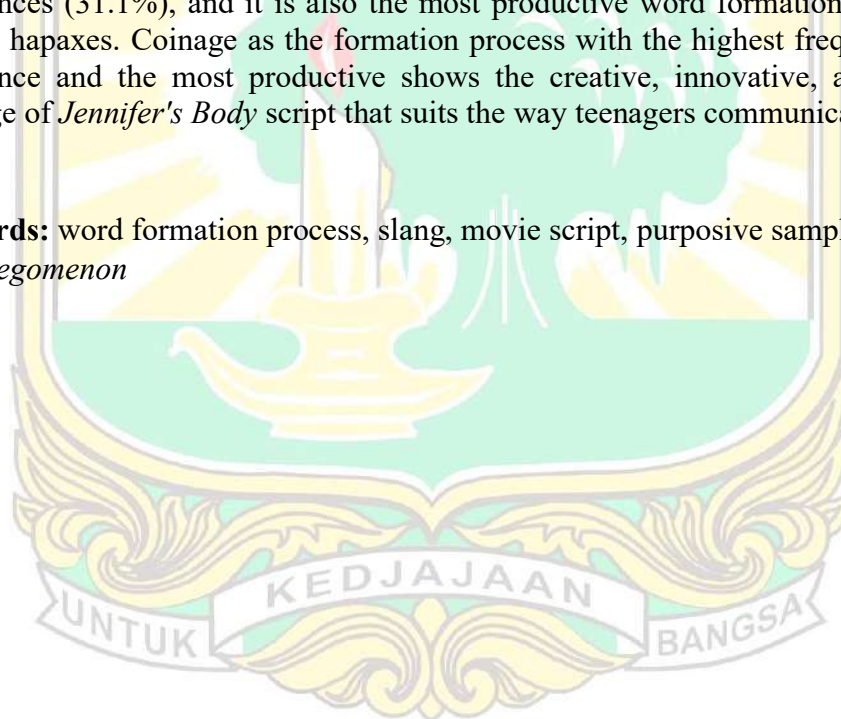 nces (31.1%), and it is also the most productive word formation
hapaxes. Coinage as the formation process with the highest freq
nce and the most productive shows the creative, innovative, a
ge of Jennifer's Body script that suits the way teenagers communica
rds: word formation process, slang, movie script, purposive sampl
egomenon
UNTUK KEDJAJAAN BANGSA